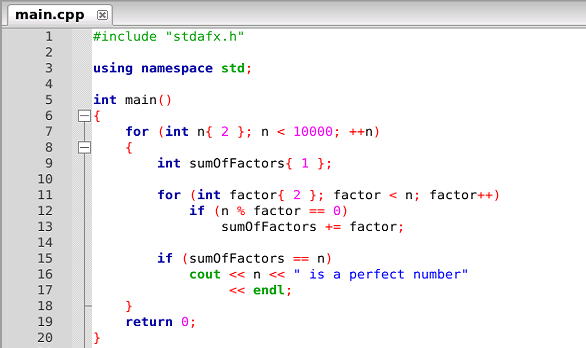 main.cpp
1 #include "stdafx.h"
2
3 using namespace std;
4
5 int main()
6 {
7 for (int n{ 2 }; n < 10000; ++n)
8 {
9 int sumOfFactors{ 1 };
10
11 for (int factor{ 2 }; factor < n; factor++)
12 if (n % factor == 0)
13 sumOfFactors += factor;
14
15 if (sumOfFactors == n)
16 cout << n << " is a perfect number"
17 << endl;
18 }
19 return 0;
20 }